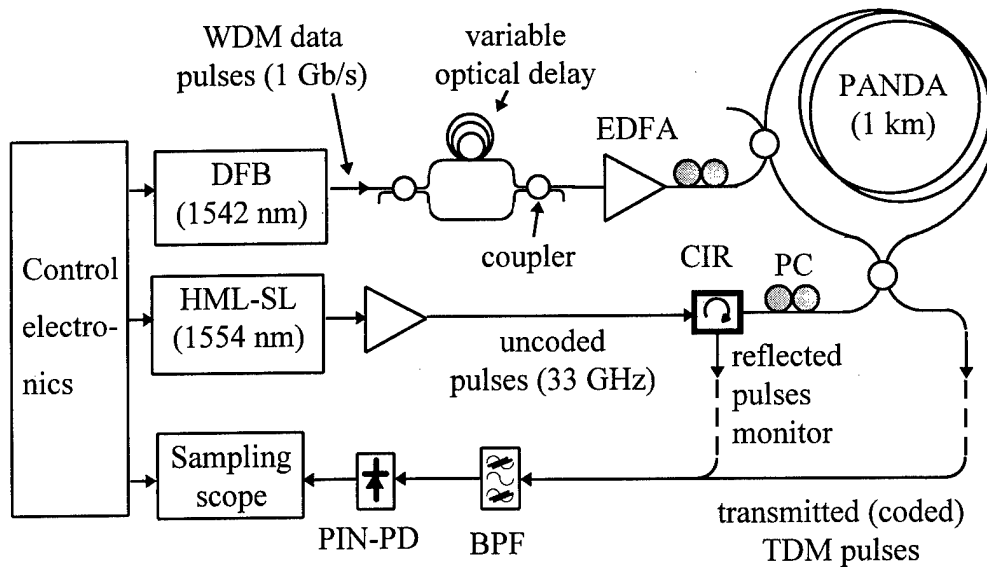 WDM data
pulses (1 Gb/s)
variable
optical delay
EDFA
PANDA
(1 km)
DFB
(1542 nm)
coupler
Control
electro-
nics
HML-SL
(1554 nm)
CIR
PC
uncoded
pulses (33 GHz)
reflected
pulses
monitor
Sampling
scope
PIN-PD
BPF
transmitted (coded)
TDM pulses